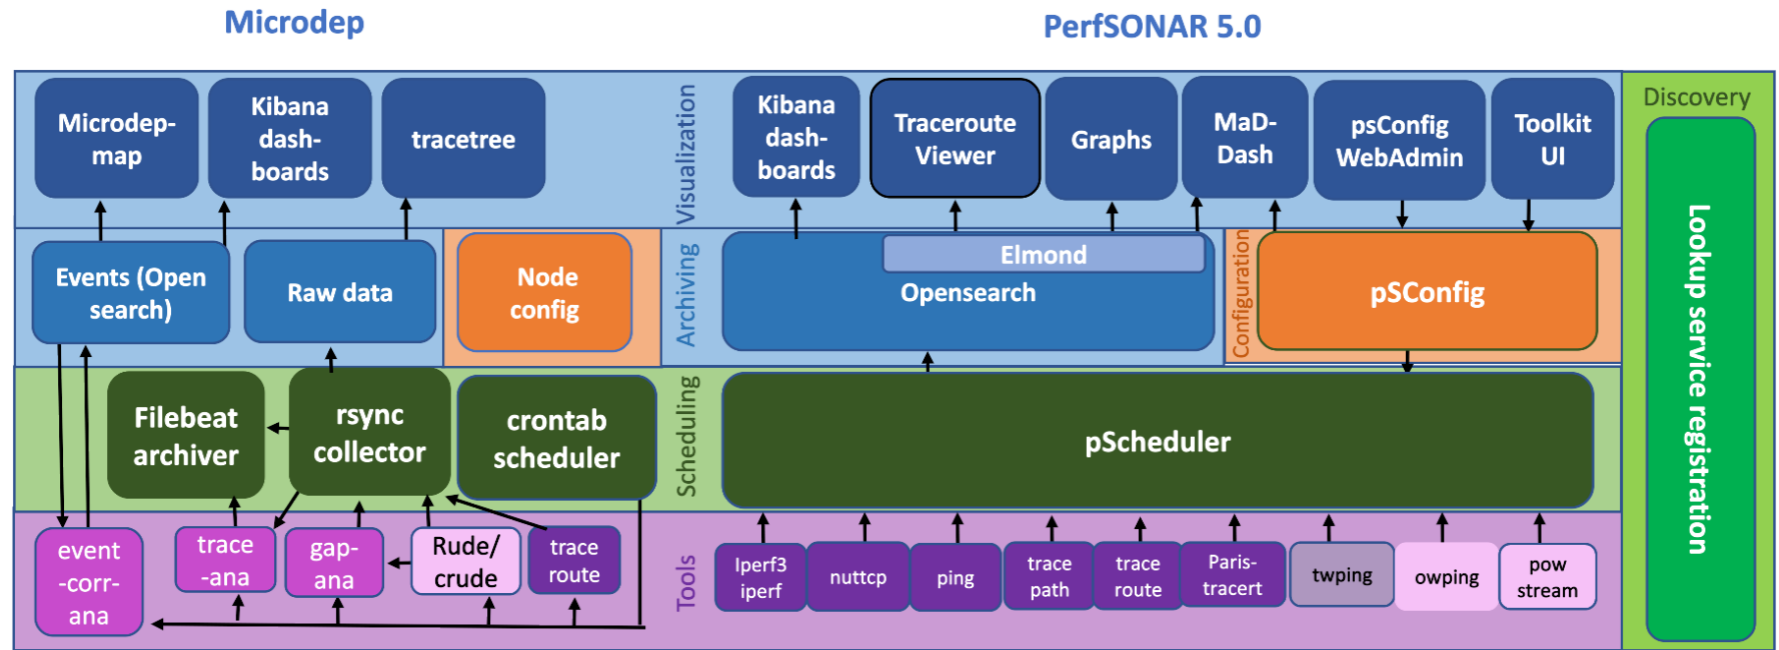 Microdep
PerfSONAR 5.0
Microdep-
map
Kibana
dash-
boards
tracetree
Visualization
Kibana
dash-
boards
Traceroute
Viewer
Graphs
MaD-
Dash
psConfig
WebAdmin
Toolkit
UI
Discovery
Lookup service registration
Events (Open
search)
Raw data
Node
config
Archiving
Elmond
Opensearch
Configuration
pSConfig
Filebeat
archiver
rsync
collector
crontab
scheduler
Scheduling
pScheduler
event
-corr-
ana
trace
-ana
gap-
ana
Rude/
crude
trace
route
Tools
Iperf3
iperf
nuttcp
ping
trace
path
trace
route
Paris-
tracert
twping
owping
pow
stream